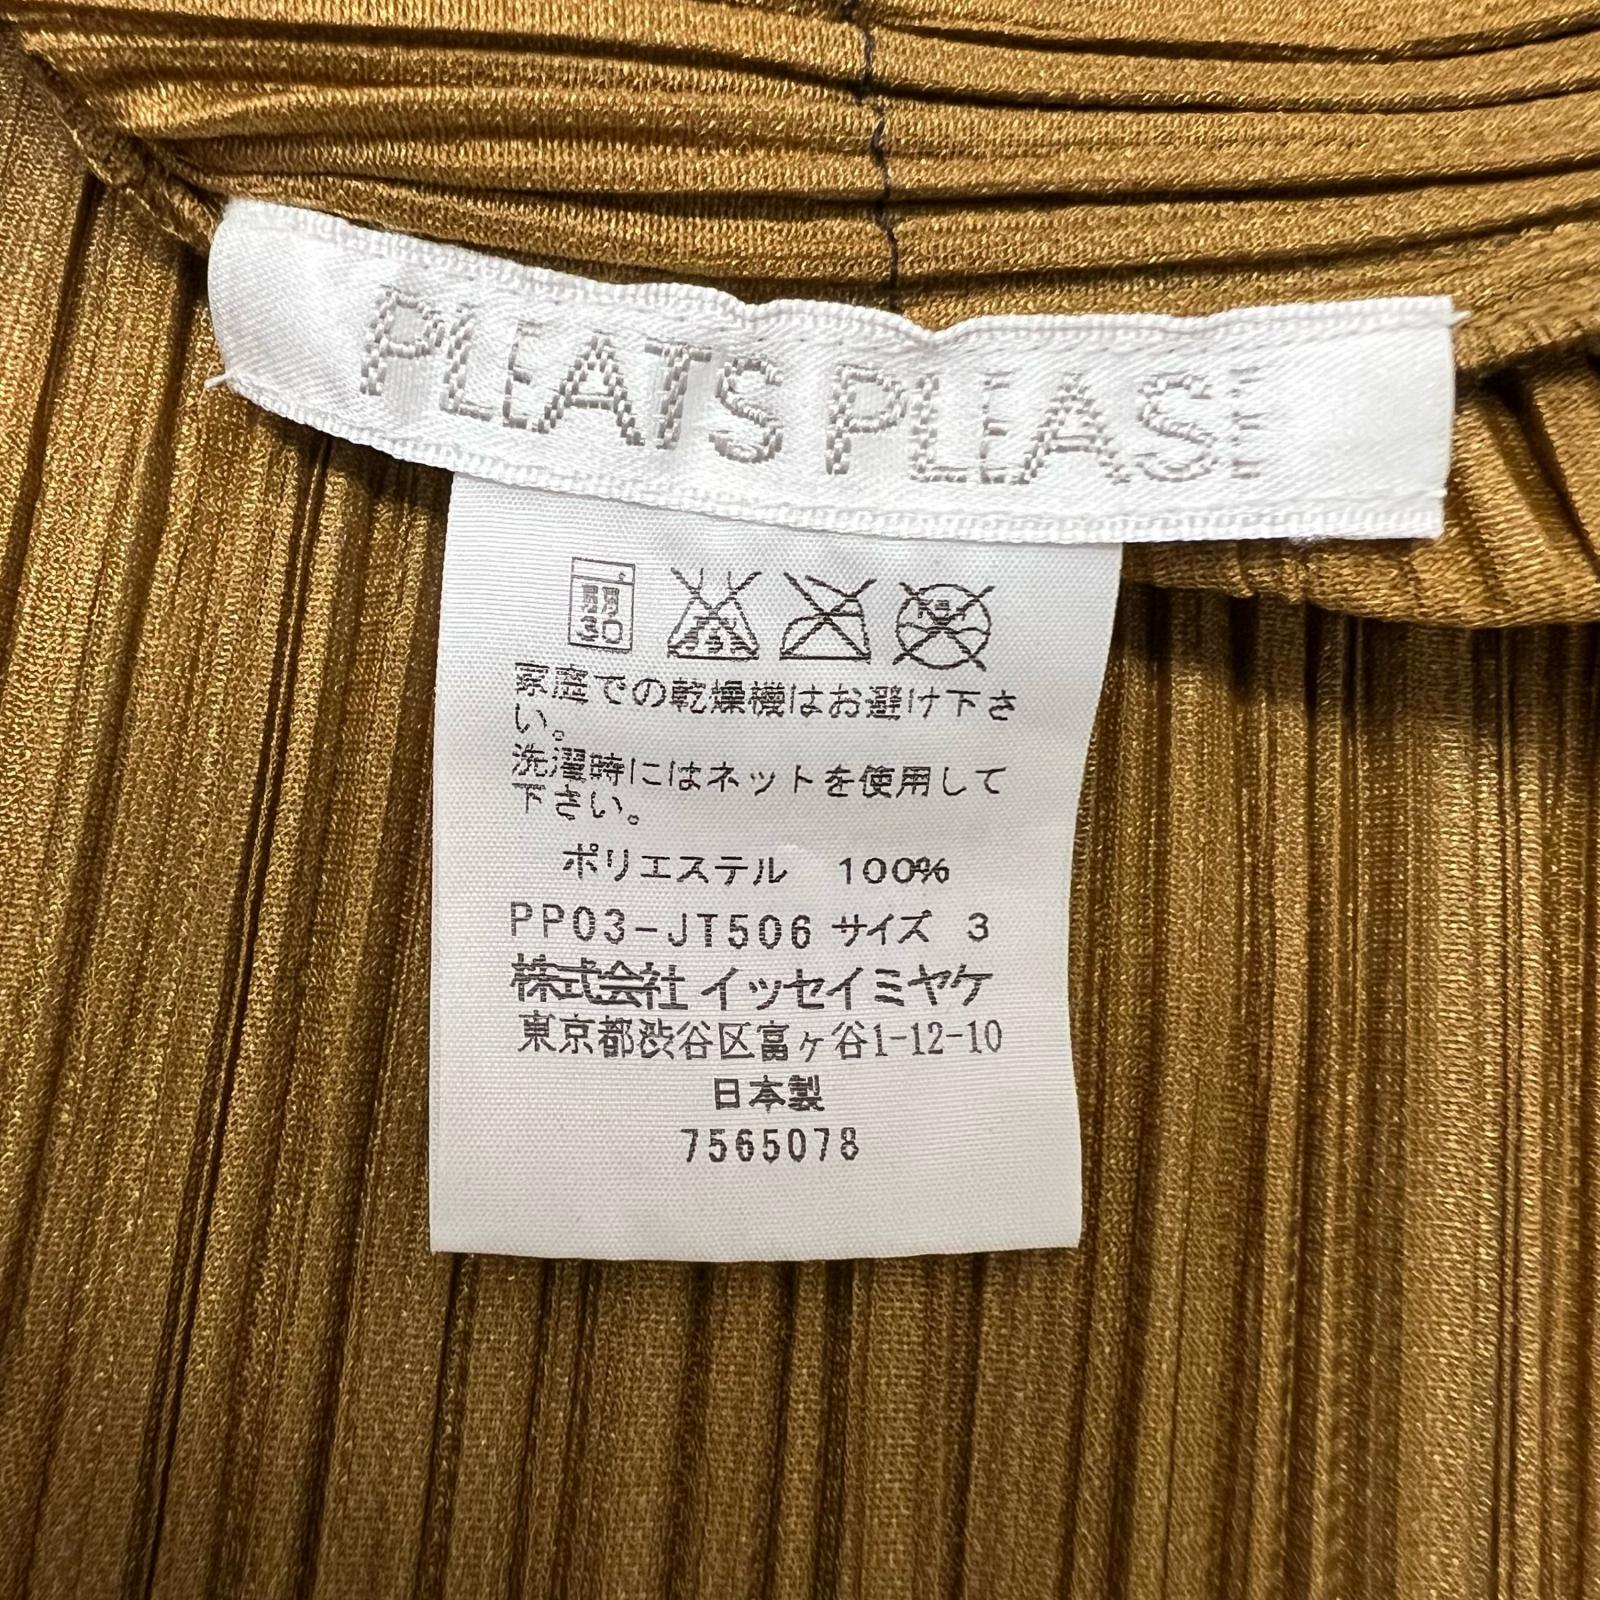 PLEATS PLEASE
弱 30
家庭での乾燥機はお避け下さ
い。
洗濯時にはネットを使用して
下さい。
ポリエステル 100%
PP03-JT506 サイズ 3
株式会社 イッセイミヤケ
東京都渋谷区富ヶ谷1-12-10
日本製
7565078